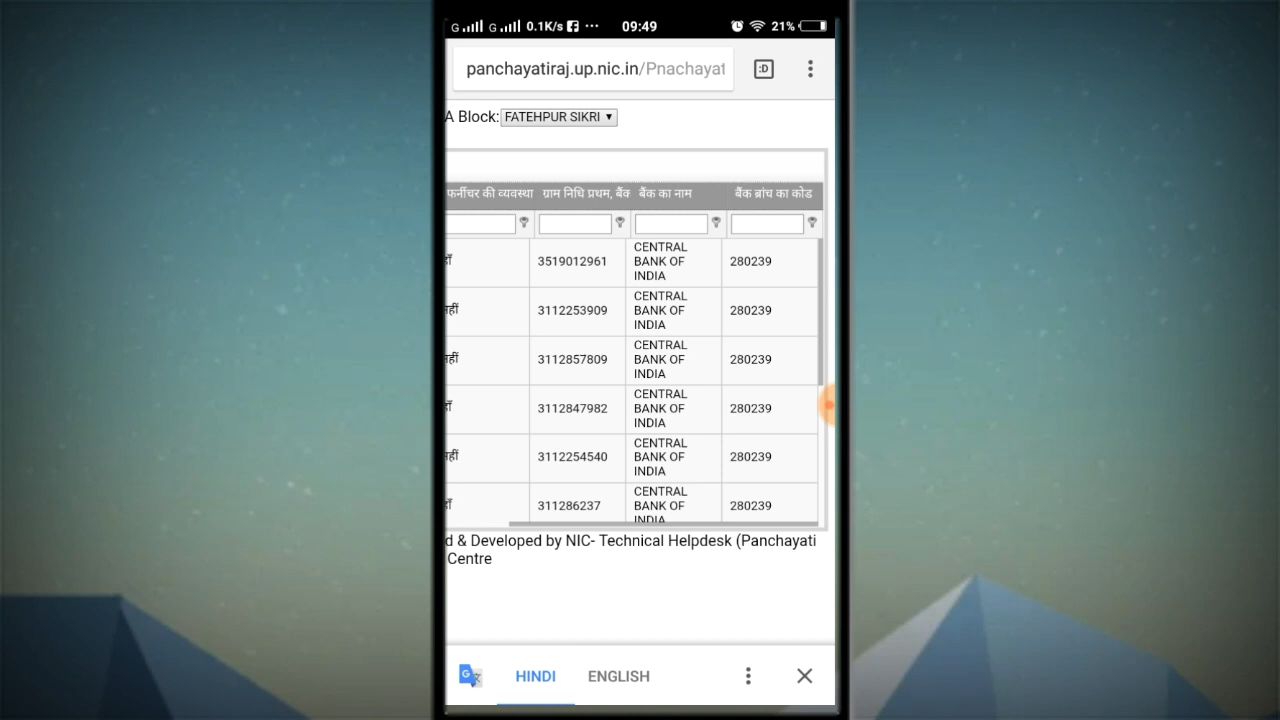 G G 0.1K/s ... 09:49 21%
panchayatiraj.up.nic.in/Pnachayat
:D
A Block: FATEHPUR SIKRI
फर्नीचर की व्यवस्था ग्राम निधि प्रथम, बैंक बैंक का नाम बैंक ब्रांच का कोड
हाँ 3519012961 CENTRAL BANK OF INDIA 280239
नहीं 3112253909 CENTRAL BANK OF INDIA 280239
नहीं 3112857809 CENTRAL BANK OF INDIA 280239
हाँ 3112847982 CENTRAL BANK OF INDIA 280239
नहीं 3112254540 CENTRAL BANK OF INDIA 280239
हाँ 311286237 CENTRAL BANK OF INDIA 280239
d & Developed by NIC- Technical Helpdesk (Panchayati
Centre
HINDI ENGLISH